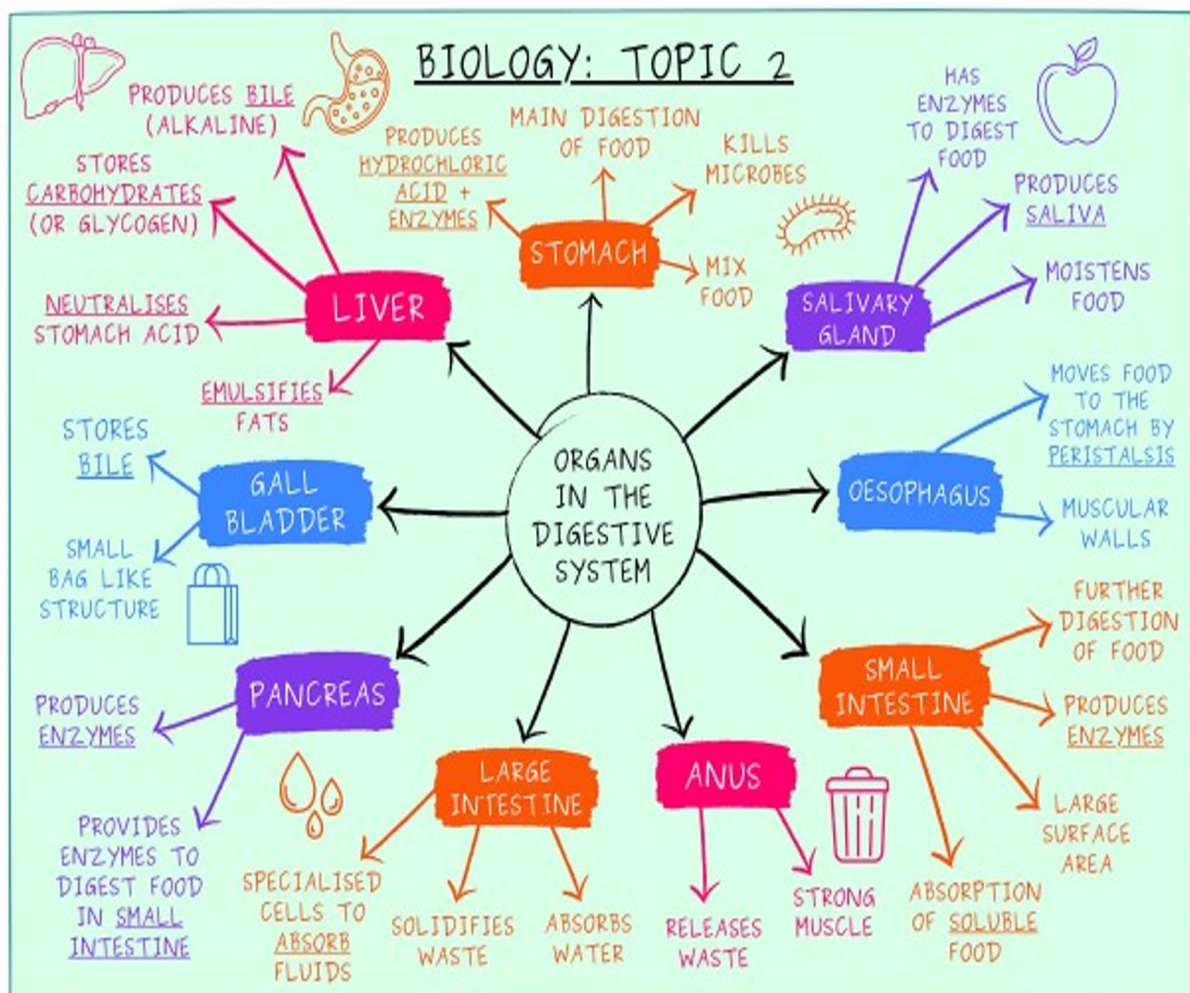 BIOLOGY: TOPIC 2
PRODUCES BILE
(ALKALINE)
STORES
CARBOHYDRATES
(OR GLYCOGEN)
NEUTRALISES
STOMACH ACID
EMULSIFIES
FATS
LIVER
PRODUCES
HYDROCHLORIC
ACID +
ENZYMES
MAIN DIGESTION
OF FOOD
KILLS
MICROBES
MIX
FOOD
STOMACH
HAS
ENZYMES
TO DIGEST
FOOD
PRODUCES
SALIVA
MOISTENS
FOOD
SALIVARY
GLAND
ORGANS
IN THE
DIGESTIVE
SYSTEM
STORES
BILE
SMALL
BAG LIKE
STRUCTURE
GALL
BLADDER
MOVES FOOD
TO THE
STOMACH BY
PERISTALSIS
MUSCULAR
WALLS
OESOPHAGUS
PANCREAS
PRODUCES
ENZYMES
PROVIDES
ENZYMES TO
DIGEST FOOD
IN SMALL
INTESTINE
LARGE
INTESTINE
SPECIALISED
CELLS TO
ABSORB
FLUIDS
SOLIDIFIES
WASTE
ABSORBS
WATER
ANUS
RELEASES
WASTE
STRONG
MUSCLE
SMALL
INTESTINE
FURTHER
DIGESTION
OF FOOD
PRODUCES
ENZYMES
LARGE
SURFACE
AREA
ABSORPTION
OF SOLUBLE
FOOD